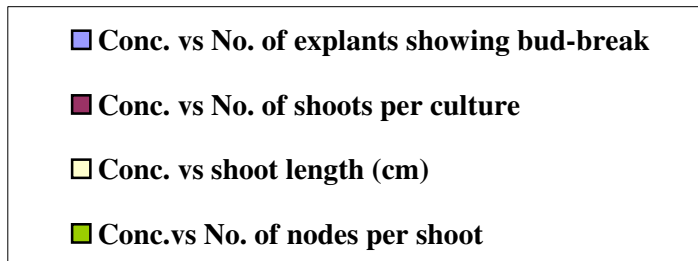 Conc. vs No. of explants showing bud-break
Conc. vs No. of shoots per culture
Conc. vs shoot length (cm)
Conc.vs No. of nodes per shoot